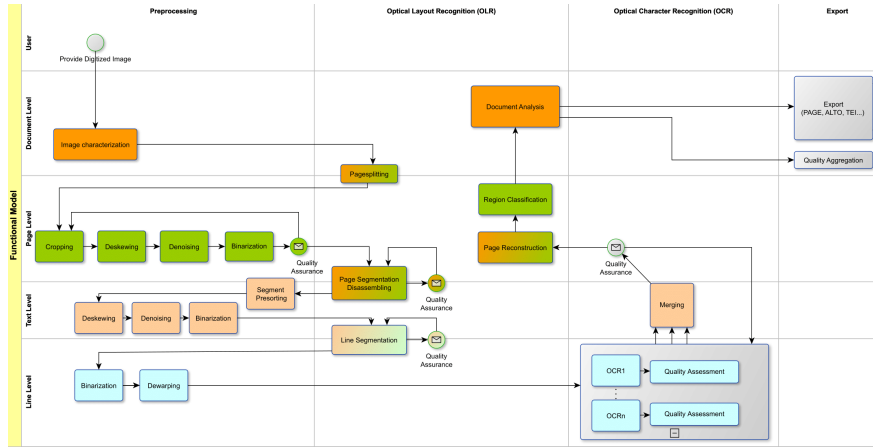 Preprocessing
Optical Layout Recognition (OLR)
Optical Character Recognition (OCR)
Export
Functional Model
User
Provide Digitized Image
Document Level
Image characterization
Pagesplitting
Document Analysis
Export
(PAGE, ALTO, TEI...)
Quality Aggregation
Page Level
Cropping
Deskewing
Denoising
Binarization
Quality
Assurance
Page Segmentation
Disassembling
Quality
Assurance
Region Classification
Page Reconstruction
Quality
Assurance
Text Level
Segment
Presorting
Deskewing
Denoising
Binarization
Line Segmentation
Quality
Assurance
Merging
Line Level
Binarization
Dewarping
OCR1
Quality Assessment
OCRn
Quality Assessment